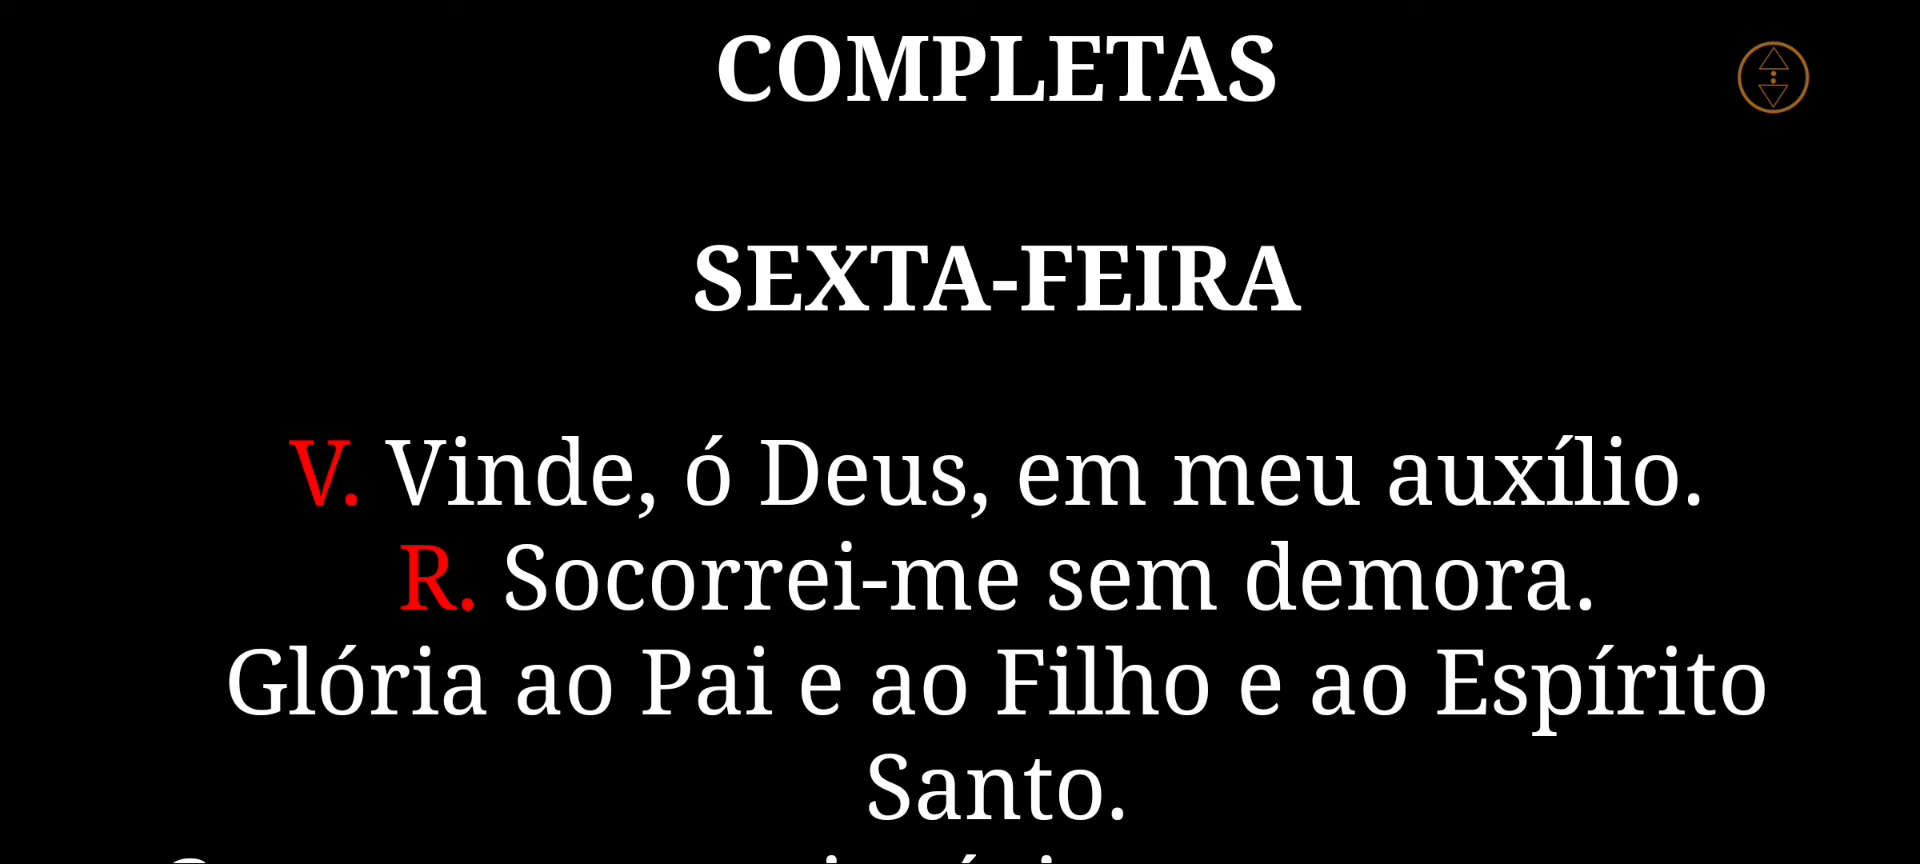 COMPLETAS
SEXTA-FEIRA
V. Vinde, ó Deus, em meu auxílio.
R. Socorrei-me sem demora.
Glória ao Pai e ao Filho e ao Espírito
Santo.